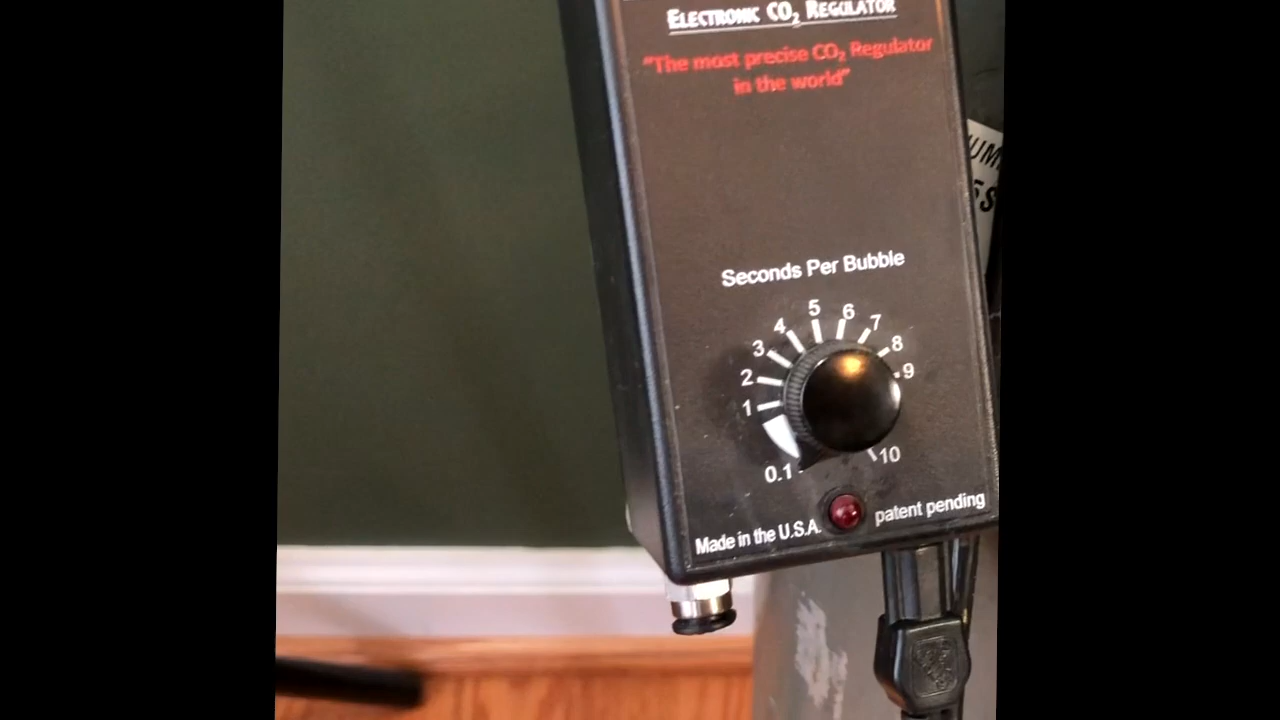 ELECTRONIC CO₂ REGULATOR
"The most precise CO₂ Regulator
in the world"
Seconds Per Bubble
5
6
4
7
3
8
2
9
1
10
0.1
Made in the U.S.A.
patent pending